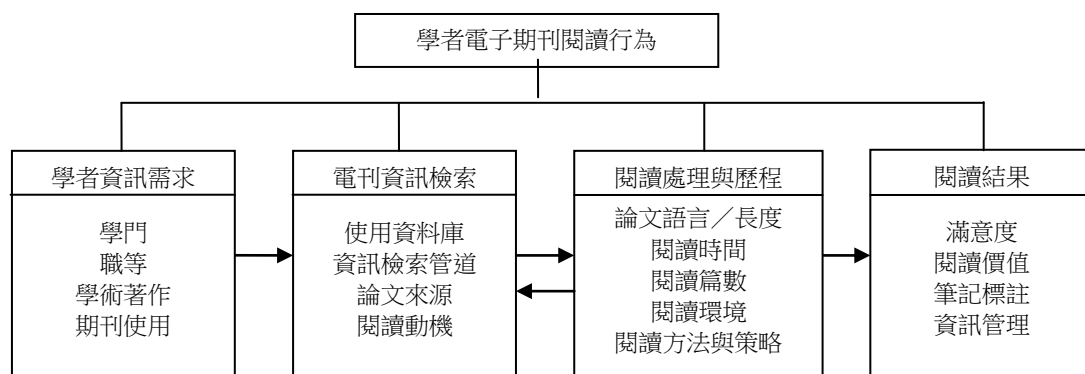 學者電子期刊閱讀行為
學者資訊需求
學門
職等
學術著作
期刊使用
電刊資訊檢索
使用資料庫
資訊檢索管道
論文來源
閱讀動機
閱讀處理與歷程
論文語言／長度
閱讀時間
閱讀篇數
閱讀環境
閱讀方法與策略
閱讀結果
滿意度
閱讀價值
筆記標註
資訊管理